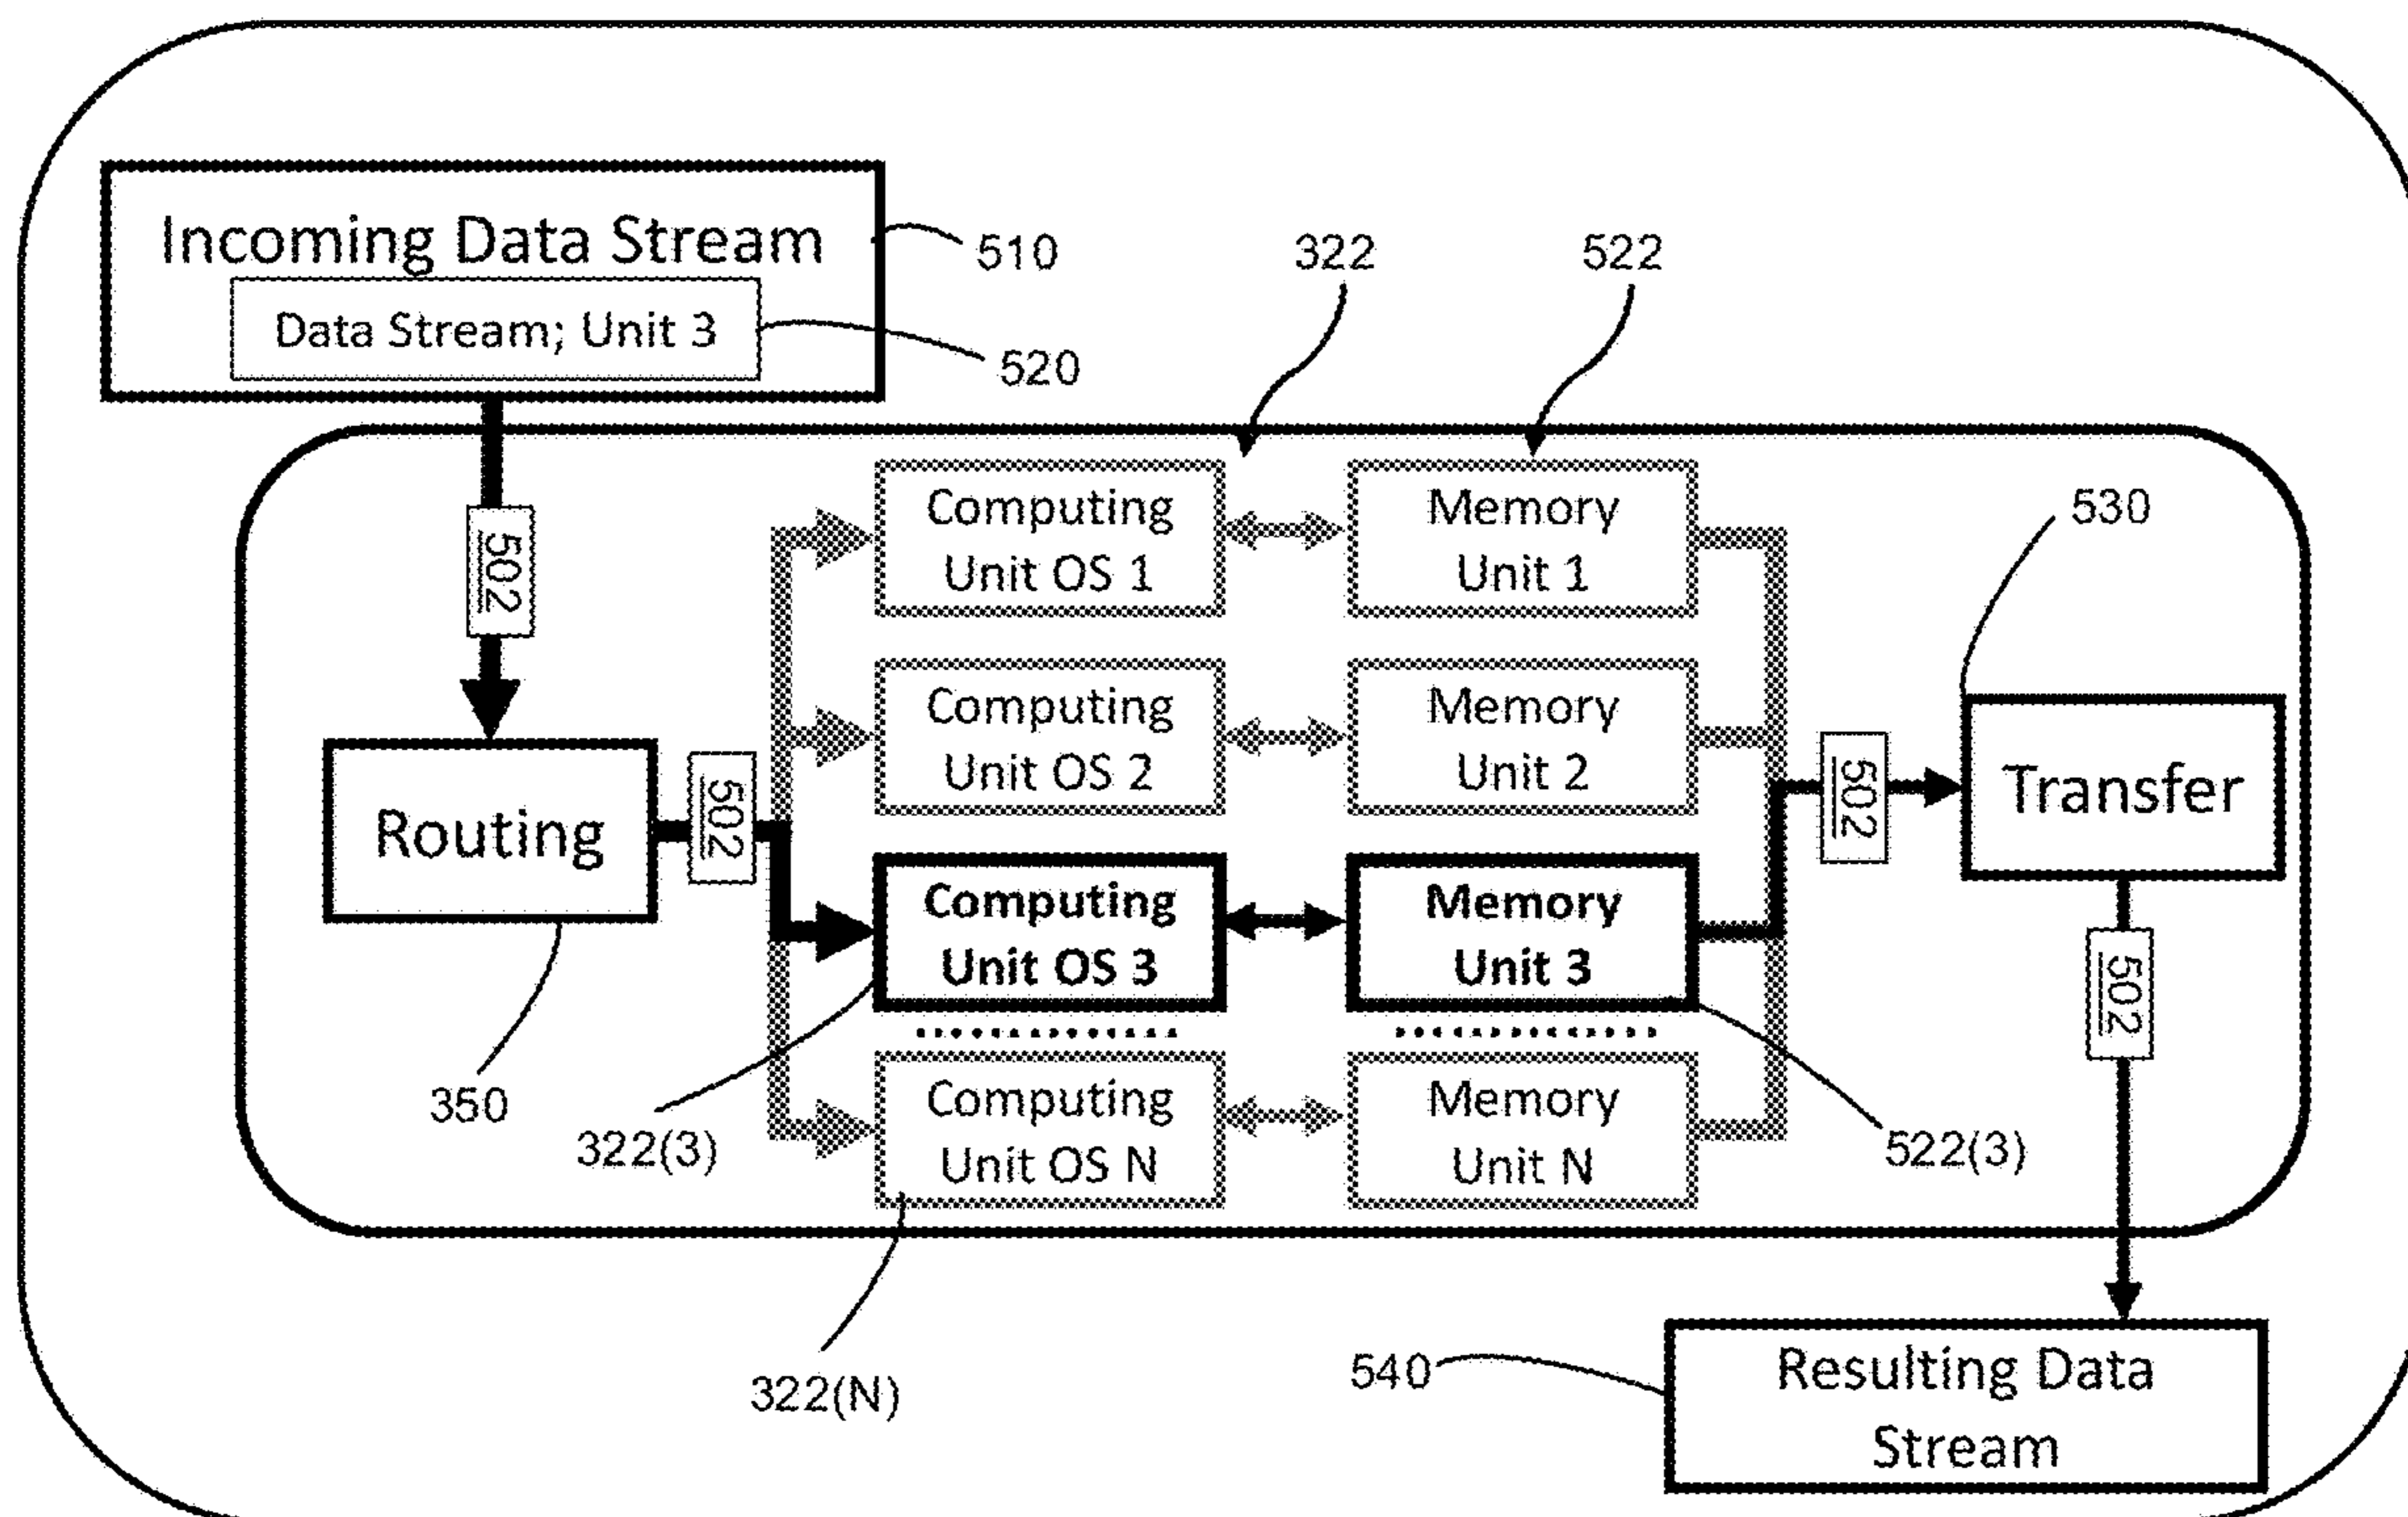 Incoming Data Stream
510
Data Stream; Unit 3
520
322
522
502
Computing
Unit OS 1
Memory
Unit 1
530
Computing
Unit OS 2
Memory
Unit 2
Routing
502
502
Transfer
Computing
Unit OS 3
Memory
Unit 3
502
350
322(3)
Computing
Unit OS N
Memory
Unit N
522(3)
322(N)
540
Resulting Data
Stream